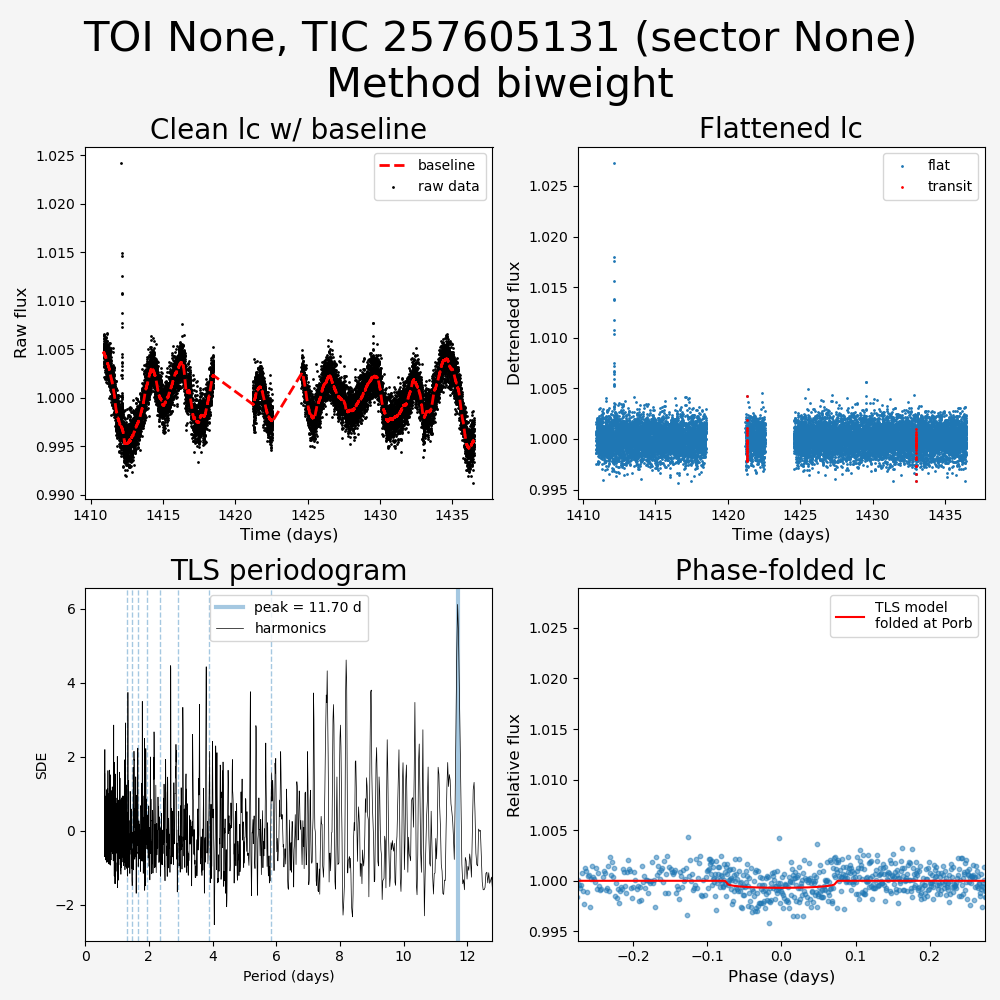 TOI None, TIC 257605131 (sector None)
Method biweight
Clean lc w/ baseline
baseline
raw data
1.025
1.020
1.015
1.010
1.005
1.000
0.995
0.990
Raw flux
1410
1415
1420
1425
1430
1435
Time (days)
Flattened lc
flat
transit
1.025
1.020
1.015
1.010
1.005
1.000
0.995
Detrended flux
1410
1415
1420
1425
1430
1435
Time (days)
TLS periodogram
peak = 11.70 d
harmonics
6
4
2
0
−2
SDE
0
2
4
6
8
10
12
Period (days)
Phase-folded lc
TLS model
folded at Porb
1.025
1.020
1.015
1.010
1.005
1.000
0.995
Relative flux
−0.2
−0.1
0.0
0.1
0.2
Phase (days)